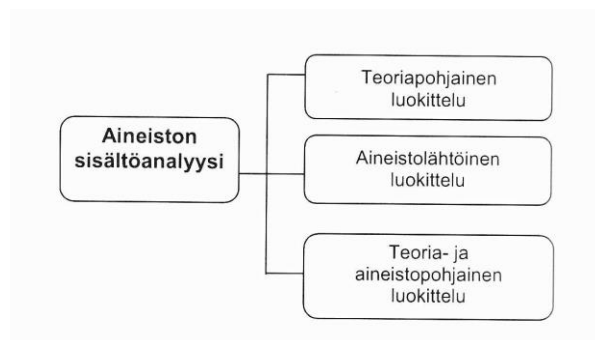 Aineiston
sisältöanalyysi
Teoriapohjainen
luokittelu
Aineistolähtöinen
luokittelu
Teoria- ja
aineistopohjainen
luokittelu